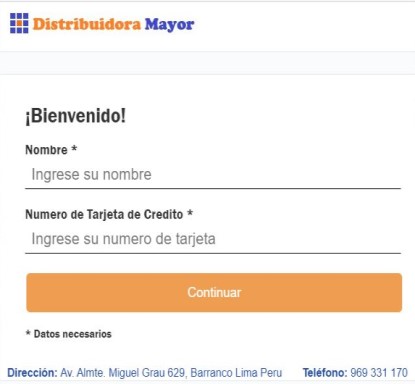 Distribuidora Mayor
¡Bienvenido!
Nombre *
Ingrese su nombre
Numero de Tarjeta de Credito *
Ingrese su numero de tarjeta
Continuar
* Datos necesarios
Dirección: Av. Almte. Miguel Grau 629, Barranco Lima Peru Teléfono: 969 331 170